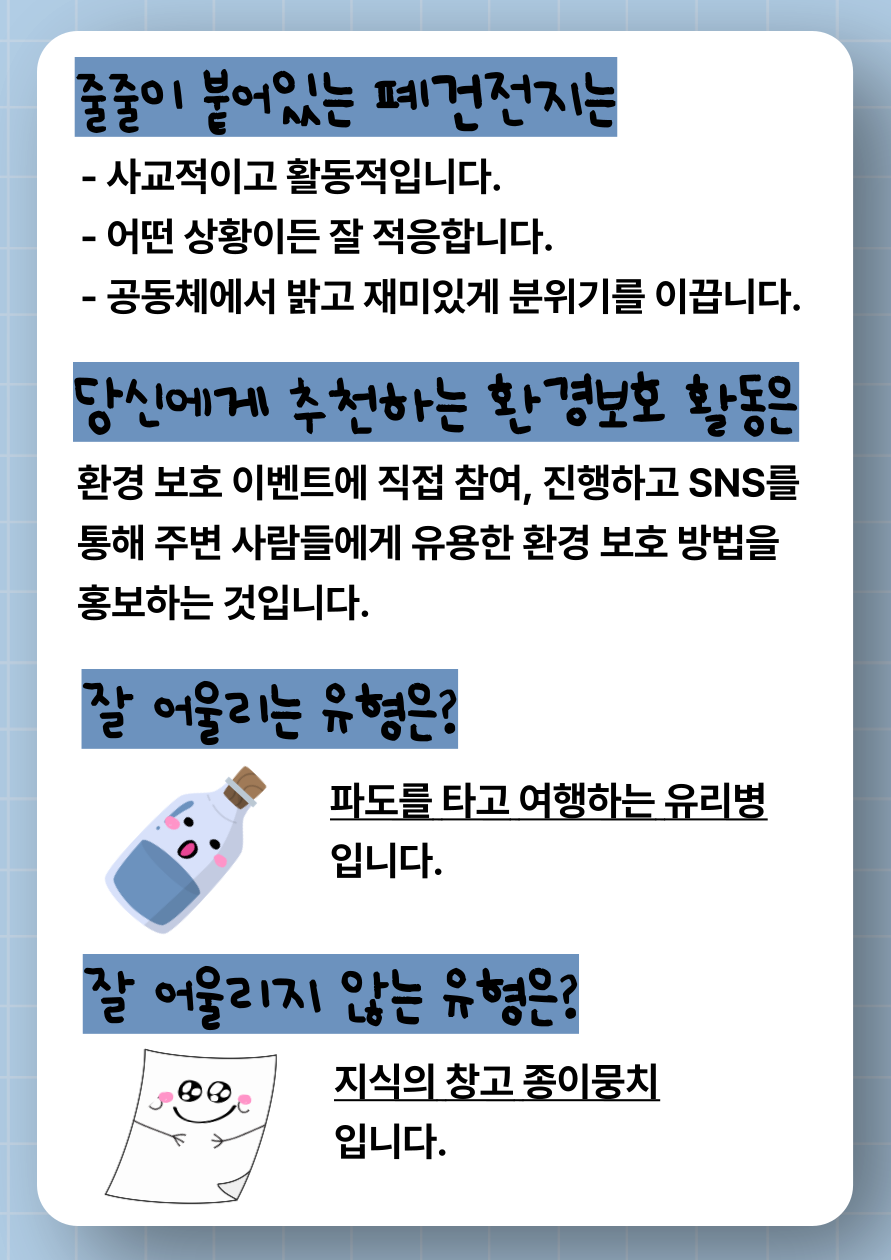 줄줄이 붙어있는 폐건전지는
- 사교적이고 활동적입니다.
- 어떤 상황이든 잘 적응합니다.
- 공동체에서 밝고 재미있게 분위기를 이끕니다.
당신에게 추천하는 환경보호 활동은
환경 보호 이벤트에 직접 참여, 진행하고 SNS를
통해 주변 사람들에게 유용한 환경 보호 방법을
홍보하는 것입니다.
잘 어울리는 유형은?
파도를 타고 여행하는 유리병
입니다.
잘 어울리지 않는 유형은?
지식의 창고 종이뭉치
입니다.